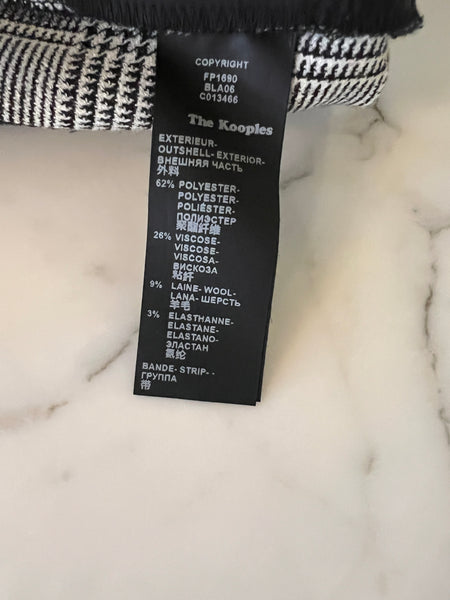 COPYRIGHT
FP1690
BLA06
C013466
The Kooples
EXTERIEUR-
OUTSHELL- EXTERIOR-
ВНЕШНЯЯ ЧАСТЬ
外料
62% POLYESTER-
POLYESTER-
POLIÉSTER-
ПОЛИЭСТЕР
聚酯纤维
26% VISCOSE-
VISCOSE-
VISCOSA-
ВИСКОЗА
粘纤
9% LAINE- WOOL-
LANA- ШЕРСТЬ
羊毛
3% ELASTHANNE-
ELASTANE-
ELASTANO-
ЭЛАСТАН
氨纶
BANDE- STRIP- -
ГРУППА
带